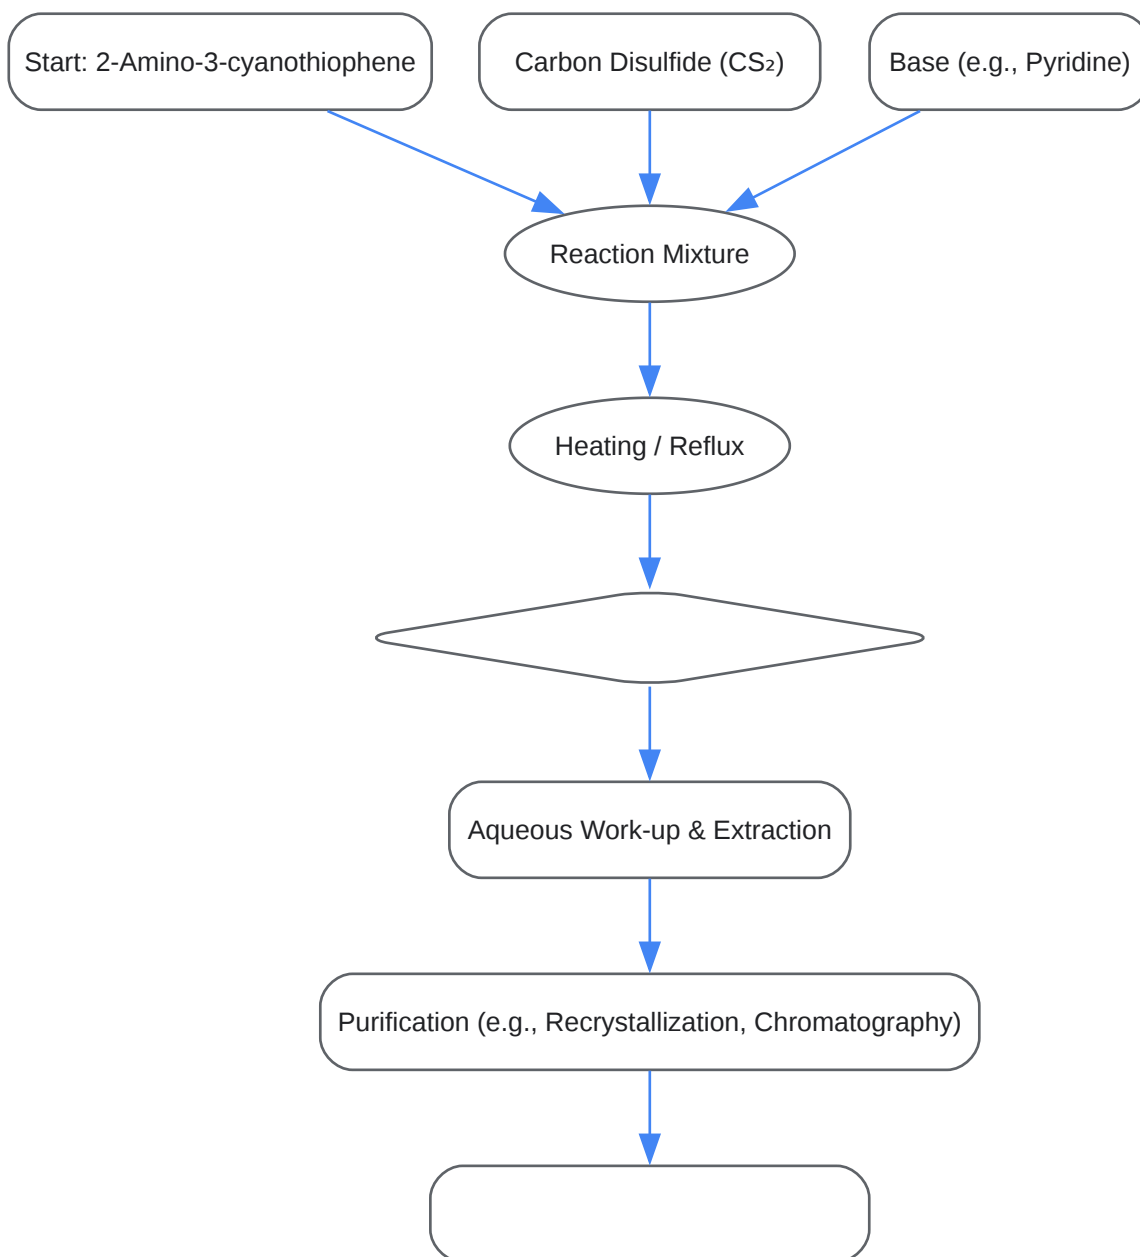 Start: 2-Amino-3-cyanothiophene
Carbon Disulfide (CS₂)
Base (e.g., Pyridine)
Reaction Mixture
Heating / Reflux
Aqueous Work-up & Extraction
Purification (e.g., Recrystallization, Chromatography)